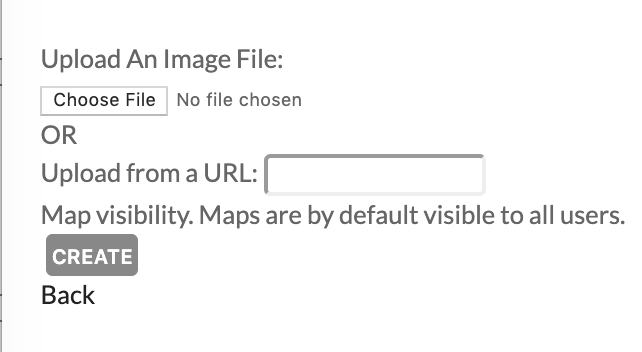 Upload An Image File:
Choose File No file chosen
OR
Upload from a URL:
Map visibility. Maps are by default visible to all users.
CREATE
Back